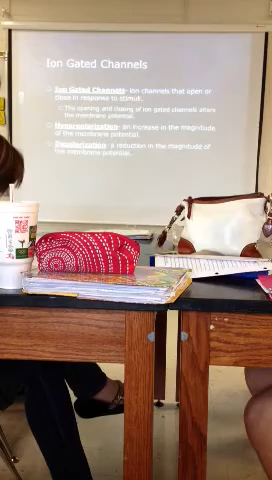 Ion Gated Channels
Ion Gated Channels- ion channels that open or
close in response to stimuli.
The opening and closing of ion gated channels alters
the membrane potential.
Hyperpolarization- an increase in the magnitude
of the membrane potential.
Depolarization- a reduction in the magnitude of
the membrane potential.